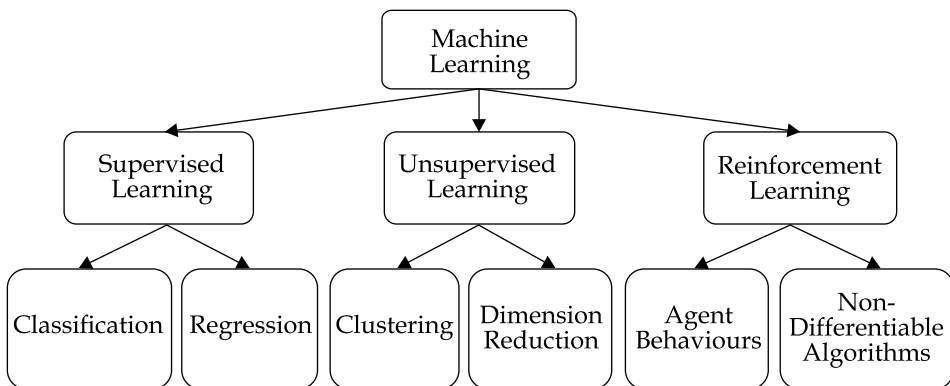 Machine
Learning
Supervised
Learning
Unsupervised
Learning
Reinforcement
Learning
Classification
Regression
Clustering
Dimension
Reduction
Agent
Behaviours
Non-
Differentiable
Algorithms